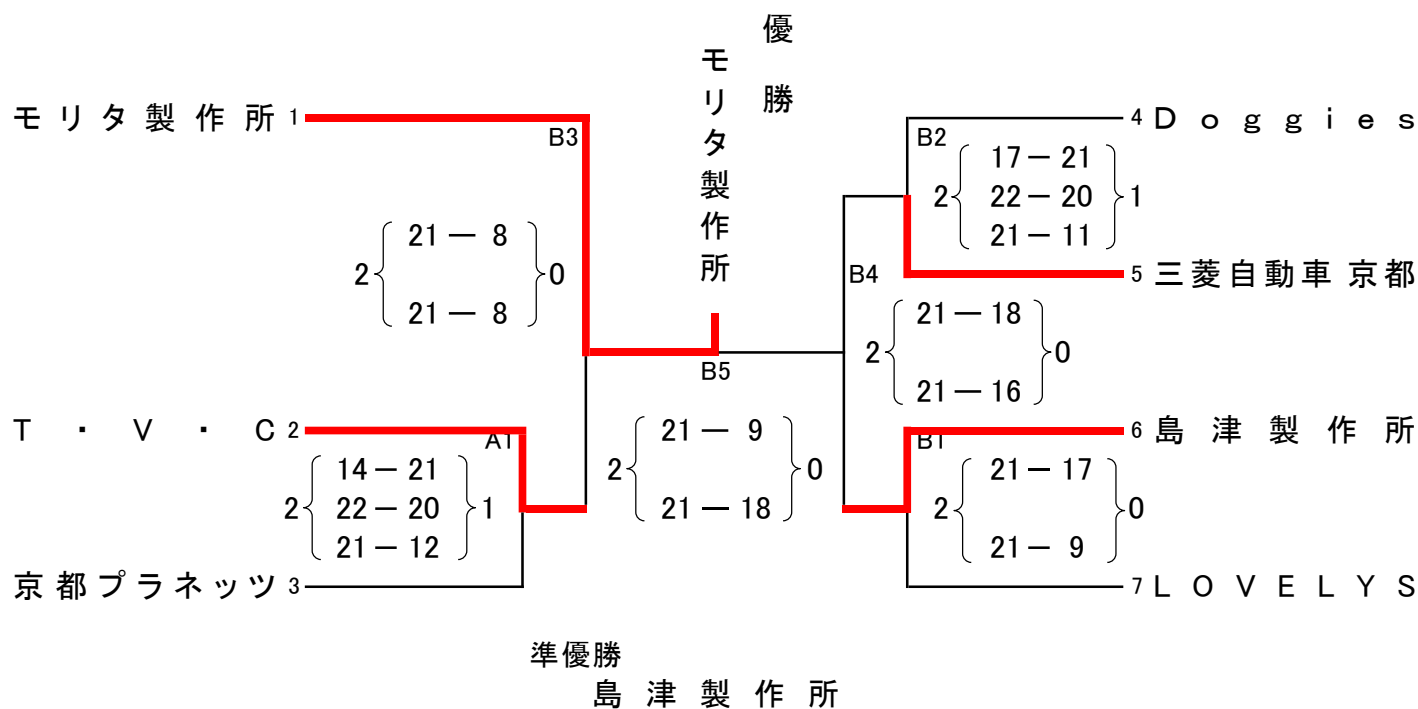 優勝
モリタ製作所
モリタ製作所 1
B3
21 － 8
2 0
21 － 8
T・V・C 2
A1
14 － 21
2 22 － 20 1
21 － 12
京都プラネッツ 3
B5
21 － 9
2 0
21 － 18
4 Doggies
B2
17 － 21
2 22 － 20 1
21 － 11
5 三菱自動車 京都
B4
21 － 18
2 0
21 － 16
6 島津製作所
B1
21 － 17
2 0
21 － 9
7 LOVELYS
準優勝
島津製作所